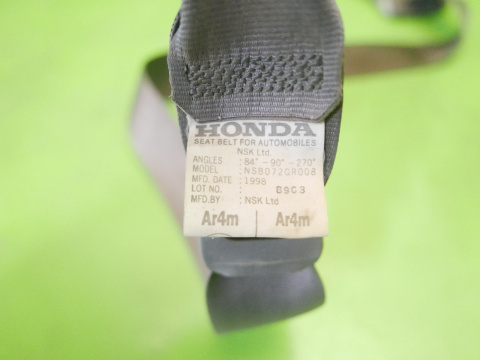 HONDA
SEAT BELT FOR AUTOMOBILES
NSK Ltd.
ANGLES : 84° -90° -270°
MODEL : NSB072GR008
MFD. DATE : 1998
LOT NO. : B9C3
MFD.BY : NSK Ltd
Ar4m Ar4m